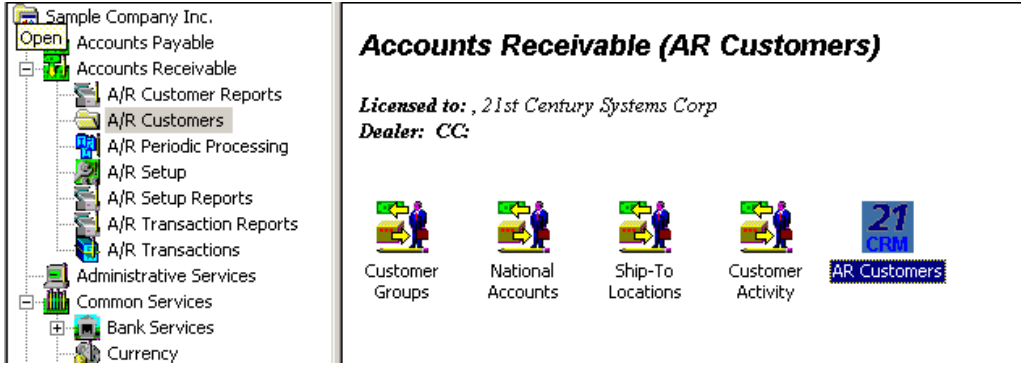 Sample Company Inc.
Open
Accounts Payable
Accounts Receivable
A/R Customer Reports
A/R Customers
A/R Periodic Processing
A/R Setup
A/R Setup Reports
A/R Transaction Reports
A/R Transactions
Administrative Services
Common Services
Bank Services
Currency
Accounts Receivable (AR Customers)
Licensed to: , 21st Century Systems Corp
Dealer: CC:
21
CRM
Customer
Groups
National
Accounts
Ship-To
Locations
Customer
Activity
AR Customers